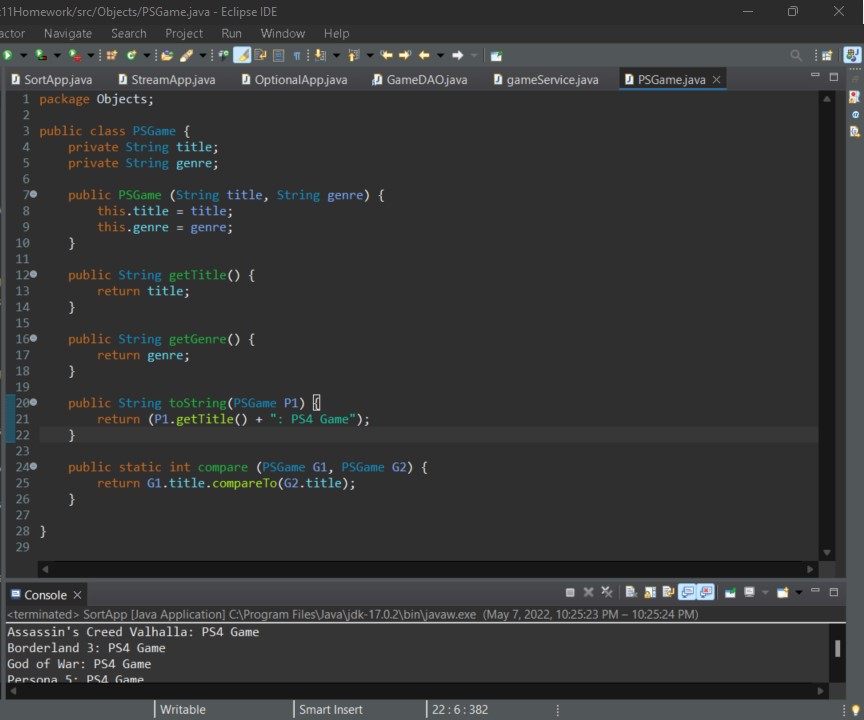 t11Homework/src/Objects/PSGame.java - Eclipse IDE
actor Navigate Search Project Run Window Help
SortApp.java StreamApp.java OptionalApp.java GameDAO.java gameService.java PSGame.java
1 package Objects;
2
3 public class PSGame {
4 private String title;
5 private String genre;
6
7 public PSGame (String title, String genre) {
8 this.title = title;
9 this.genre = genre;
10 }
11
12 public String getTitle() {
13 return title;
14 }
15
16 public String getGenre() {
17 return genre;
18 }
19
20 public String toString(PSGame P1) {
21 return (P1.getTitle() + ": PS4 Game");
22 }
23
24 public static int compare (PSGame G1, PSGame G2) {
25 return G1.title.compareTo(G2.title);
26 }
27
28 }
29
Console
<terminated> SortApp [Java Application] C:\Program Files\Java\jdk-17.0.2\bin\javaw.exe (May 7, 2022, 10:25:23 PM – 10:25:24 PM)
Assassin's Creed Valhalla: PS4 Game
Borderland 3: PS4 Game
God of War: PS4 Game
Persona 5: PS4 Game
Writable Smart Insert 22 : 6 : 382